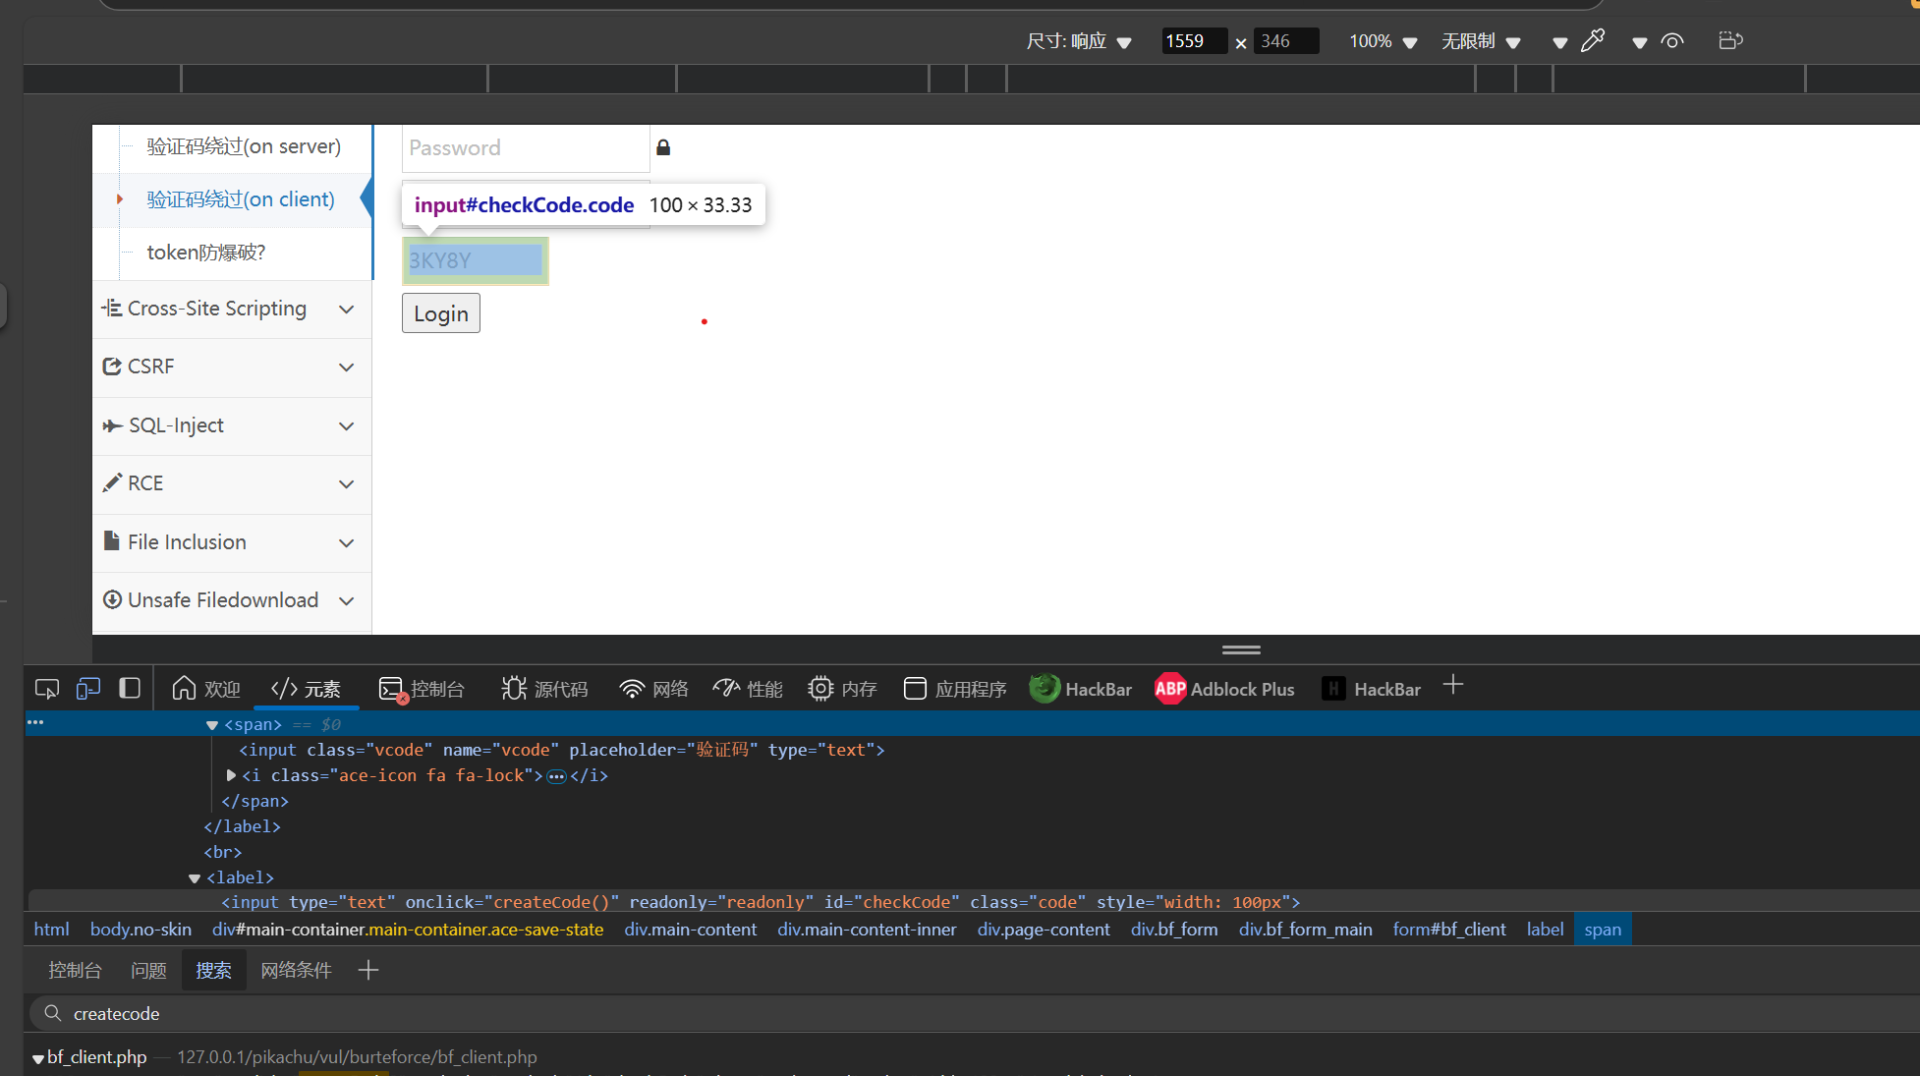 尺寸: 响应 1559 × 346 100% 无限制
验证码绕过(on server)
Password
验证码绕过(on client)
input#checkCode.code 100 × 33.33
token防爆破?
3KY8Y
Cross-Site Scripting
Login
CSRF
SQL-Inject
RCE
File Inclusion
Unsafe Filedownload
欢迎 元素 控制台 源代码 网络 性能 内存 应用程序 HackBar ABP Adblock Plus H HackBar
<span> == $0
<input class="vcode" name="vcode" placeholder="验证码" type="text">
<i class="ace-icon fa fa-lock">…</i>
</span>
</label>
<br>
<label>
<input type="text" onclick="createCode()" readonly="readonly" id="checkCode" class="code" style="width: 100px">
html body.no-skin div#main-container.main-container.ace-save-state div.main-content div.main-content-inner div.page-content div.bf_form div.bf_form_main form#bf_client label span
控制台 问题 搜索 网络条件
createcode
bf_client.php — 127.0.0.1/pikachu/vul/burteforce/bf_client.php